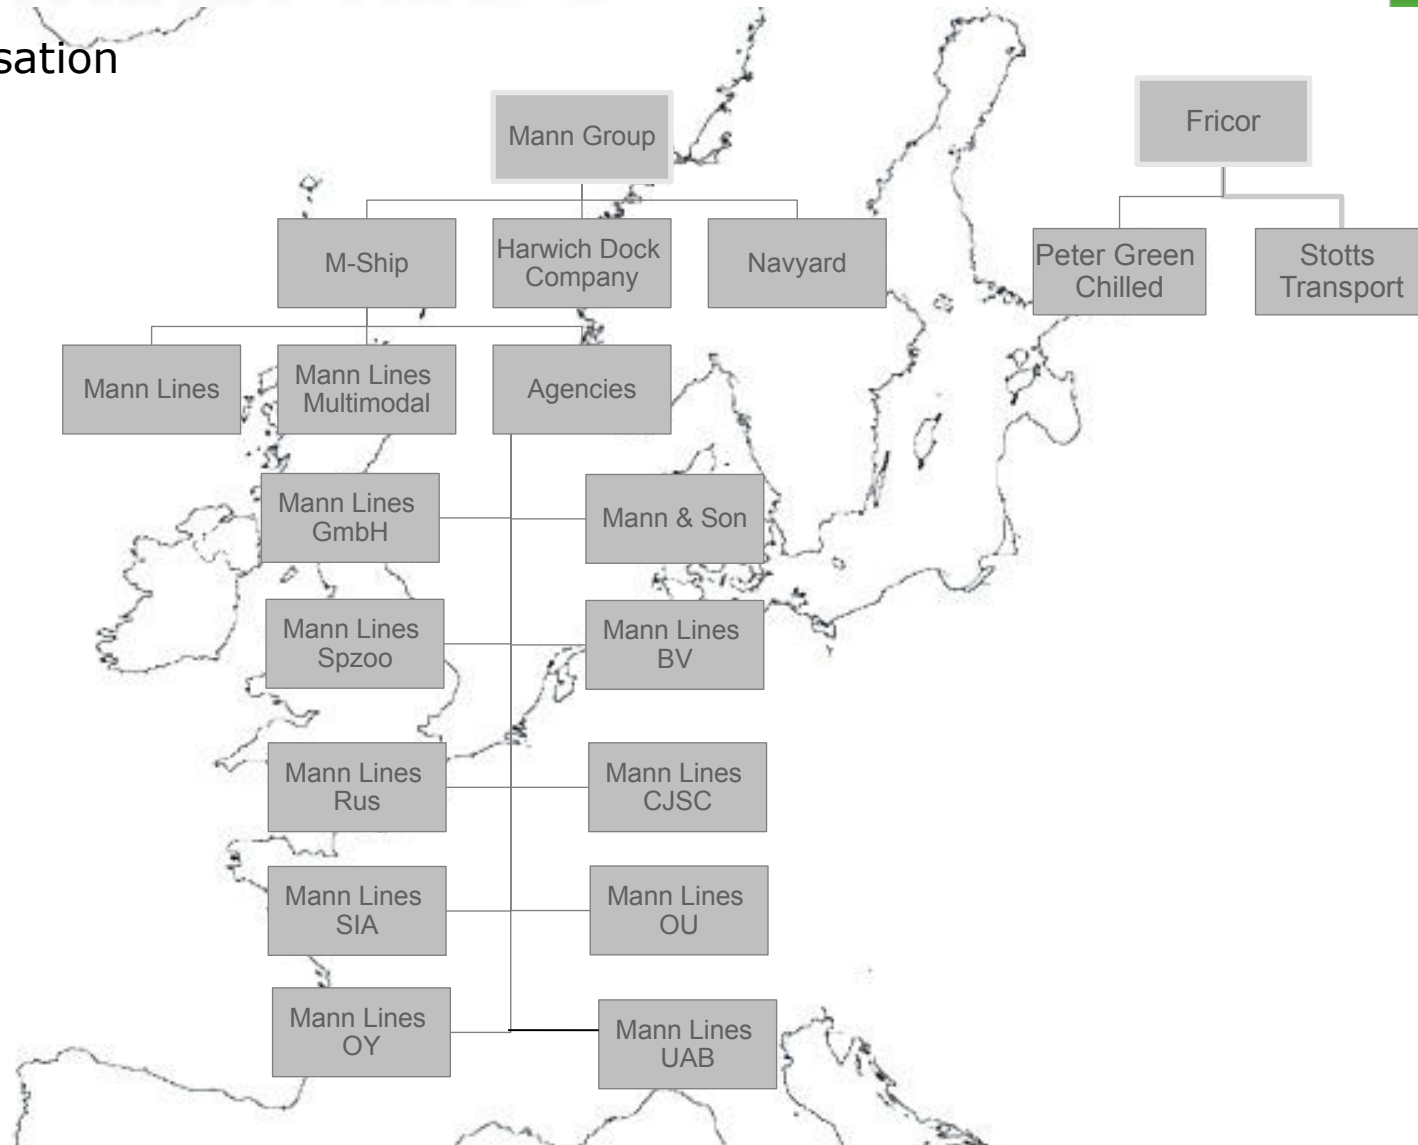 sation
Mann Group
Fricor
M-Ship
Harwich Dock
Company
Navyard
Peter Green
Chilled
Stotts
Transport
Mann Lines
Mann Lines
Multimodal
Agencies
Mann Lines
GmbH
Mann & Son
Mann Lines
Spzoo
Mann Lines
BV
Mann Lines
Rus
Mann Lines
CJSC
Mann Lines
SIA
Mann Lines
OU
Mann Lines
OY
Mann Lines
UAB